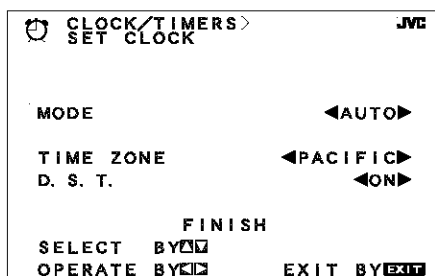 CLOCK/TIMERS> JVC
SET CLOCK
MODE ◀AUTO▶
TIME ZONE ◀PACIFIC▶
D. S. T. ◀ON▶
FINISH
SELECT BY△▽
OPERATE BY◁▷ EXIT BY EXIT